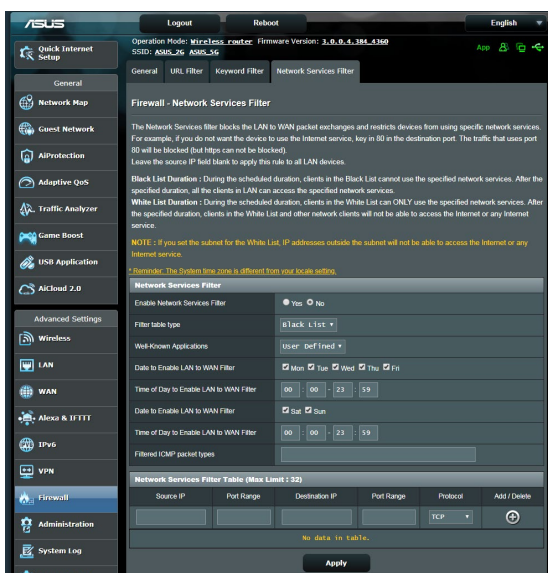 ASUS
Logout
Reboot
English
Operation Mode: Wireless router Firmware Version: 3.0.0.4.384_4360
SSID: ASUS_2G ASUS_5G
App
Quick Internet Setup
General
Network Map
Guest Network
AiProtection
Adaptive QoS
Traffic Analyzer
Game Boost
USB Application
AiCloud 2.0
Advanced Settings
Wireless
LAN
WAN
Alexa & IFTTT
IPv6
VPN
Firewall
Administration
System Log
General URL Filter Keyword Filter Network Services Filter
Firewall - Network Services Filter
The Network Services filter blocks the LAN to WAN packet exchanges and restricts devices from using specific network services.
For example, if you do not want the device to use the Internet service, key in 80 in the destination port. The traffic that uses port
80 will be blocked (but https can not be blocked).
Leave the source IP field blank to apply this rule to all LAN devices.
Black List Duration : During the scheduled duration, clients in the Black List cannot use the specified network services. After the
specified duration, all the clients in LAN can access the specified network services.
White List Duration : During the scheduled duration, clients in the White List can ONLY use the specified network services. After
the specified duration, clients in the White List and other network clients will not be able to access the Internet or any Internet
service.
NOTE : If you set the subnet for the White List, IP addresses outside the subnet will not be able to access the Internet or any
Internet service.
* Reminder: The System time zone is different from your locale setting.
Network Services Filter
Enable Network Services Filter Yes No
Filter table type Black List
Well-Known Applications User Defined
Date to Enable LAN to WAN Filter Mon Tue Wed Thu Fri
Time of Day to Enable LAN to WAN Filter 00 : 00 - 23 : 59
Date to Enable LAN to WAN Filter Sat Sun
Time of Day to Enable LAN to WAN Filter 00 : 00 - 23 : 59
Filtered ICMP packet types
Network Services Filter Table (Max Limit : 32)
Source IP Port Range Destination IP Port Range Protocol Add / Delete
TCP
No data in table.
Apply